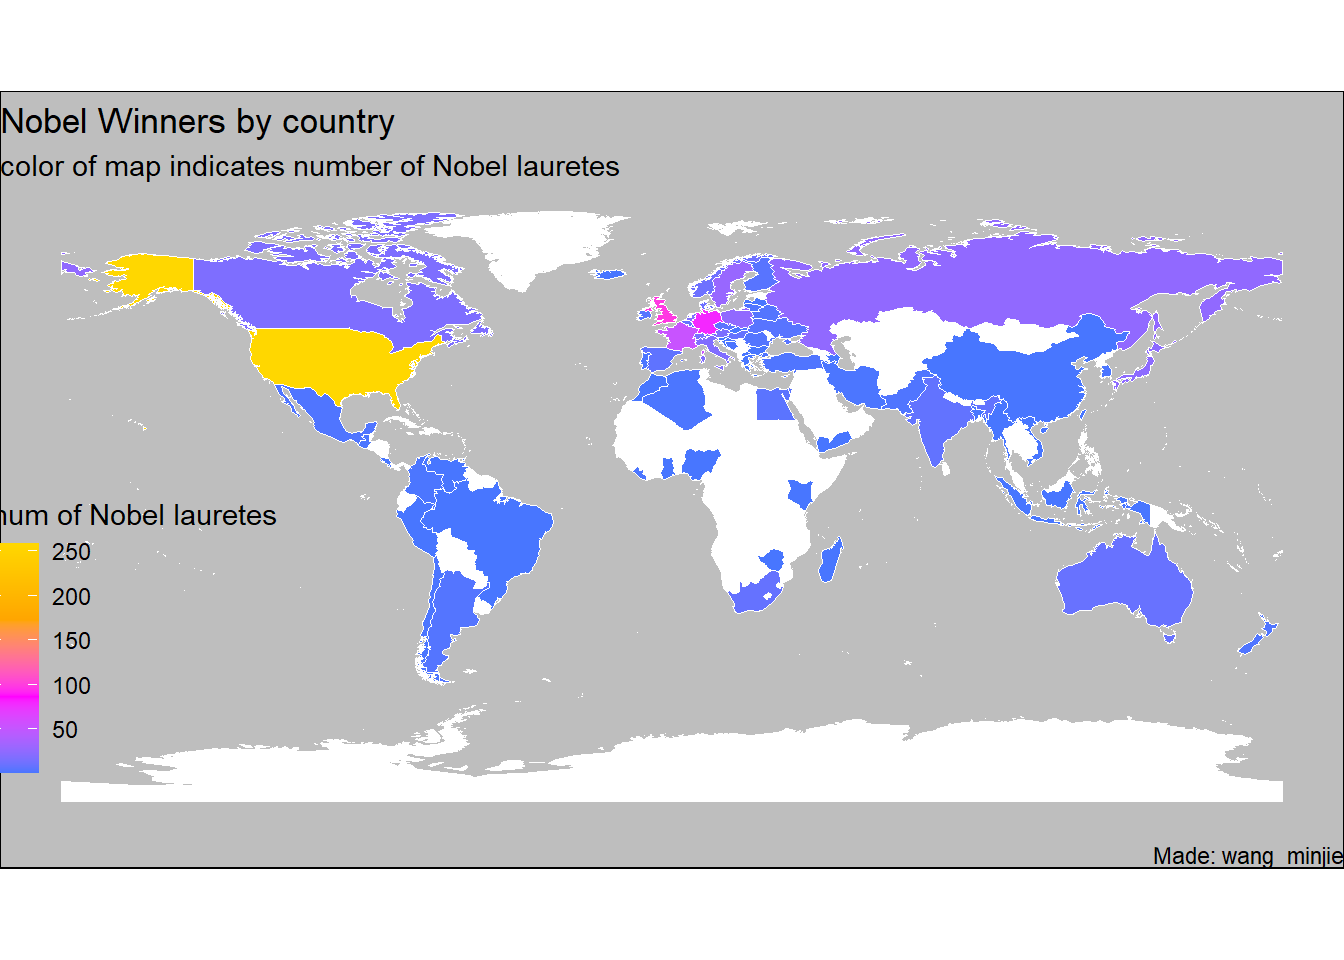 Nobel Winners by country
color of map indicates number of Nobel lauretes
num of Nobel lauretes
250
200
150
100
50
Made: wang  minjie